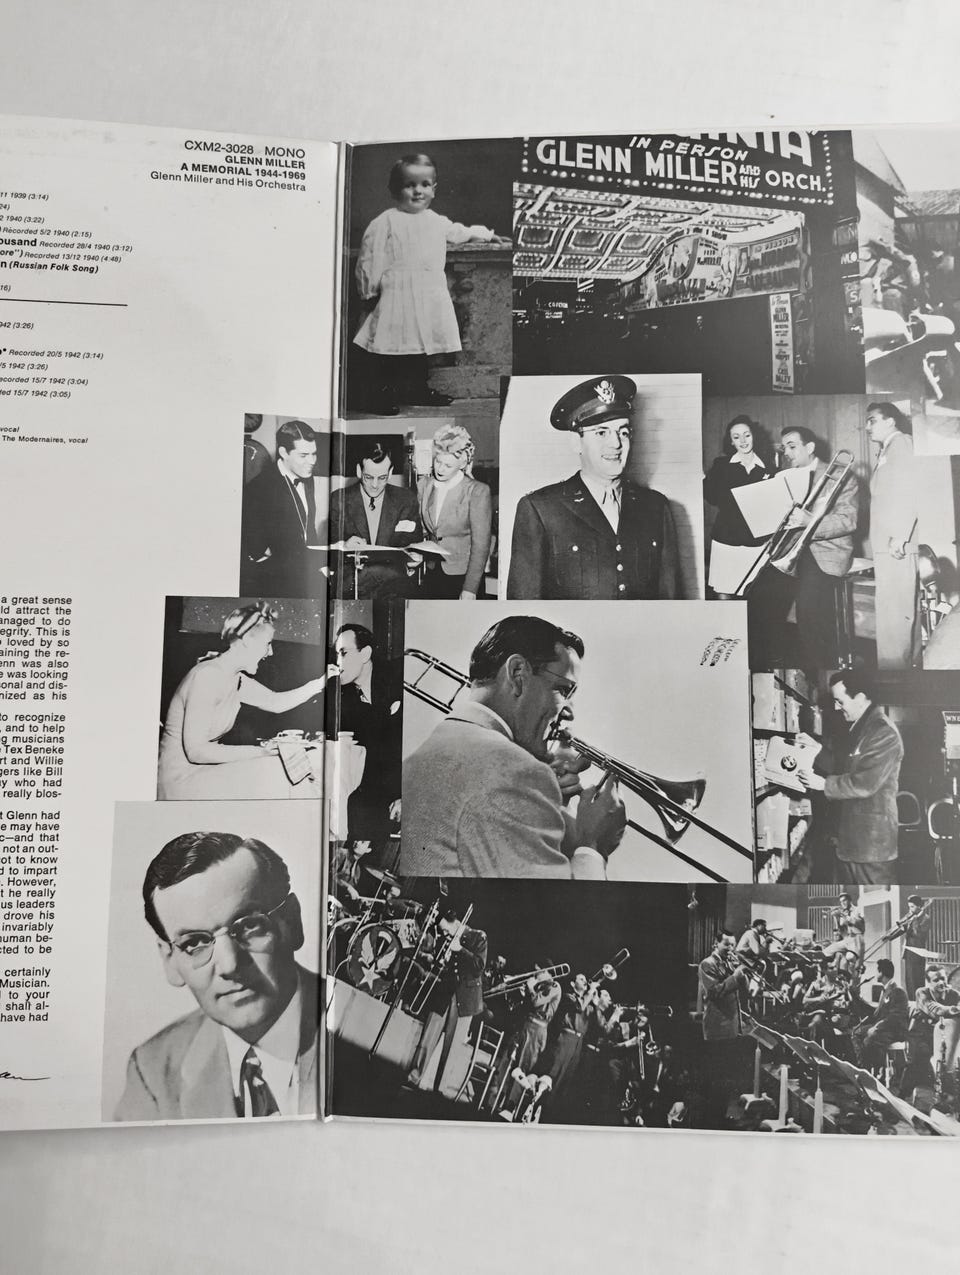 CXM2-3028 MONO
GLENN MILLER
A MEMORIAL 1944-1969
Glenn Miller and His Orchestra
11 1939 (3:14)
24)
2 1940 (3:22)
) Recorded 5/2 1940 (2:15)
ousand Recorded 28/4 1940 (3:12)
ore") Recorded 13/12 1940 (4:48)
n (Russian Folk Song)
16)
942 (3:26)
* Recorded 20/5 1942 (3:14)
/5 1942 (3:26)
ecorded 15/7 1942 (3:04)
ded 15/7 1942 (3:05)
vocal
The Modernaires, vocal
a great sense
ld attract the
anaged to do
egrity. This is
loved by so
aining the re-
enn was also
e was looking
onal and dis-
nized as his
to recognize
, and to help
g musicians
Tex Beneke
rt and Willie
gers like Bill
y who had
really blos-
t Glenn had
e may have
c—and that
not an out-
ot to know
d to impart
. However,
t he really
us leaders
drove his
invariably
human be-
cted to be
certainly
Musician.
l to your
shall al-
have had
IN PERSON
GLENN MILLER AND HIS ORCH.